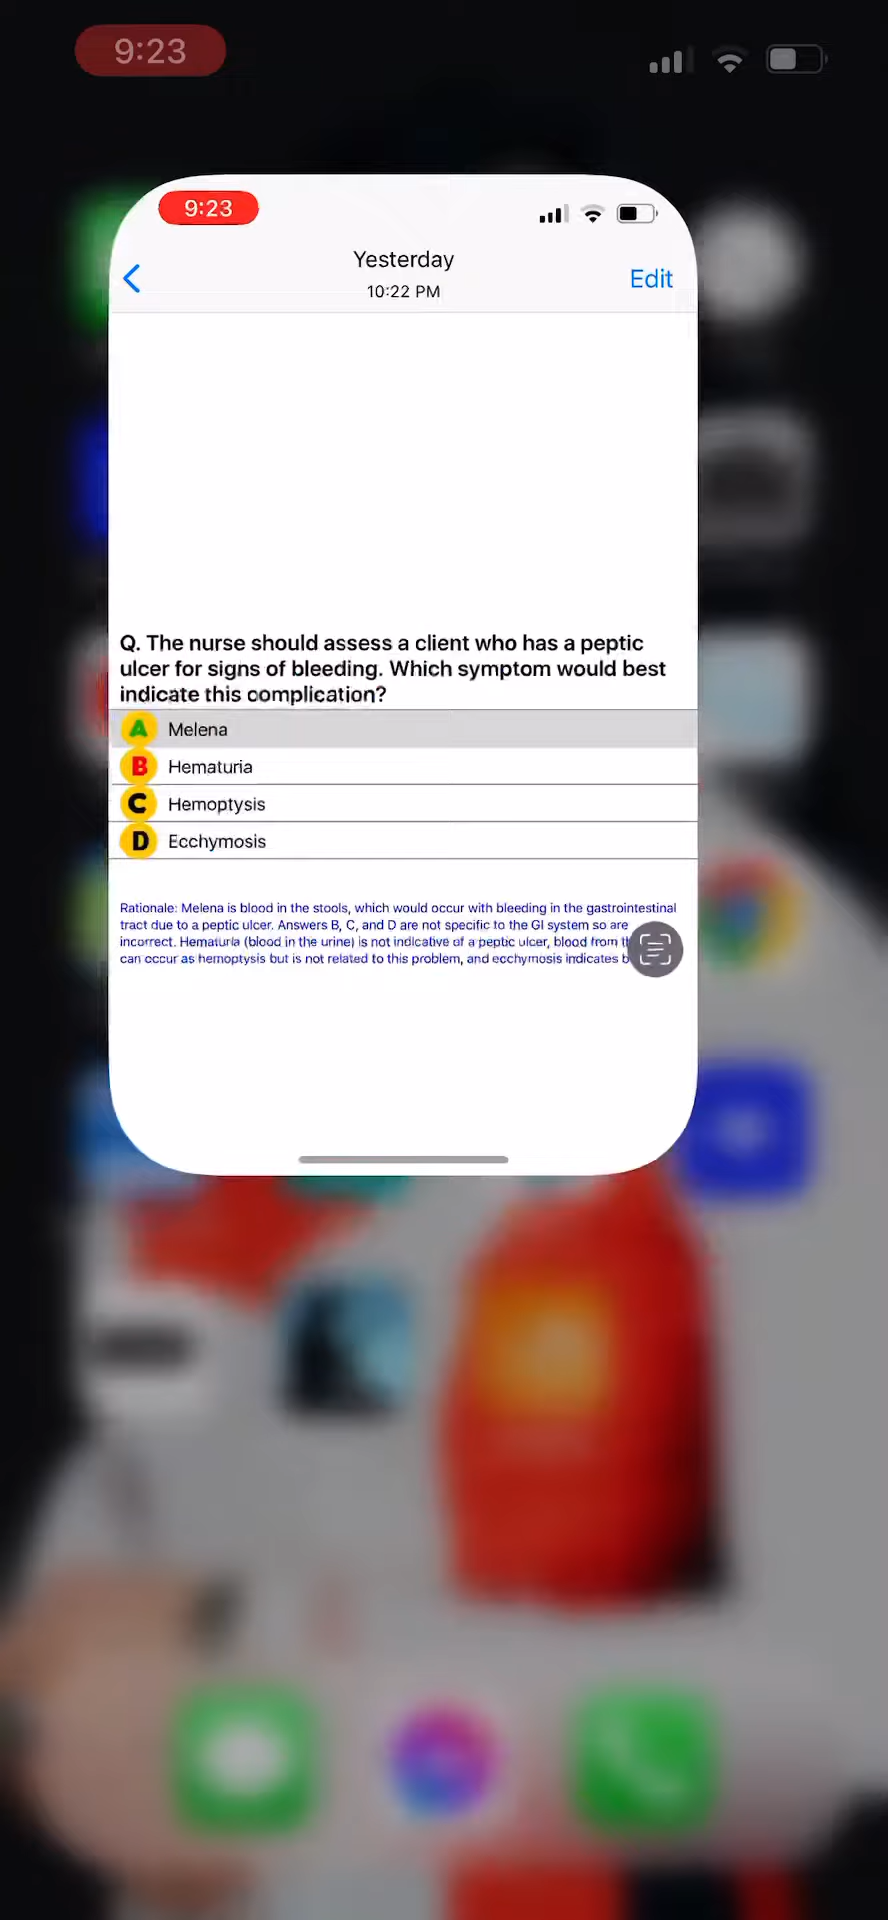 9:23
9:23
Yesterday
10:22 PM
Edit
Q. The nurse should assess a client who has a peptic
ulcer for signs of bleeding. Which symptom would best
indicate this complication?
A Melena
B Hematuria
C Hemoptysis
D Ecchymosis
Rationale: Melena is blood in the stools, which would occur with bleeding in the gastrointestinal
tract due to a peptic ulcer. Answers B, C, and D are not specific to the GI system so are
incorrect. Hematuria (blood in the urine) is not indicative of a peptic ulcer, blood from
can occur as hemoptysis but is not related to this problem, and ecchymosis indicates